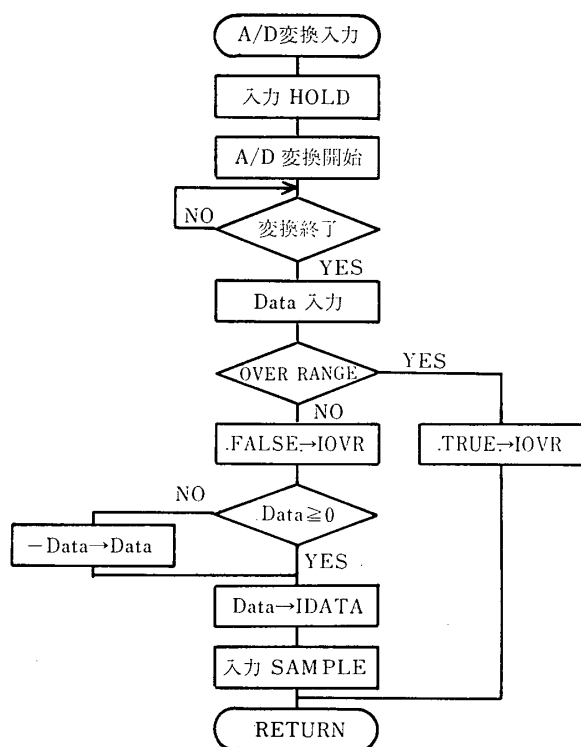 A/D変換入力
入力 HOLD
A/D 変換開始
NO
変換終了
YES
Data 入力
OVER RANGE
YES
NO
.FALSE.→IOVR
.TRUE.→IOVR
NO
.Data≧0
−Data→Data
YES
Data→IDATA
入力 SAMPLE
RETURN